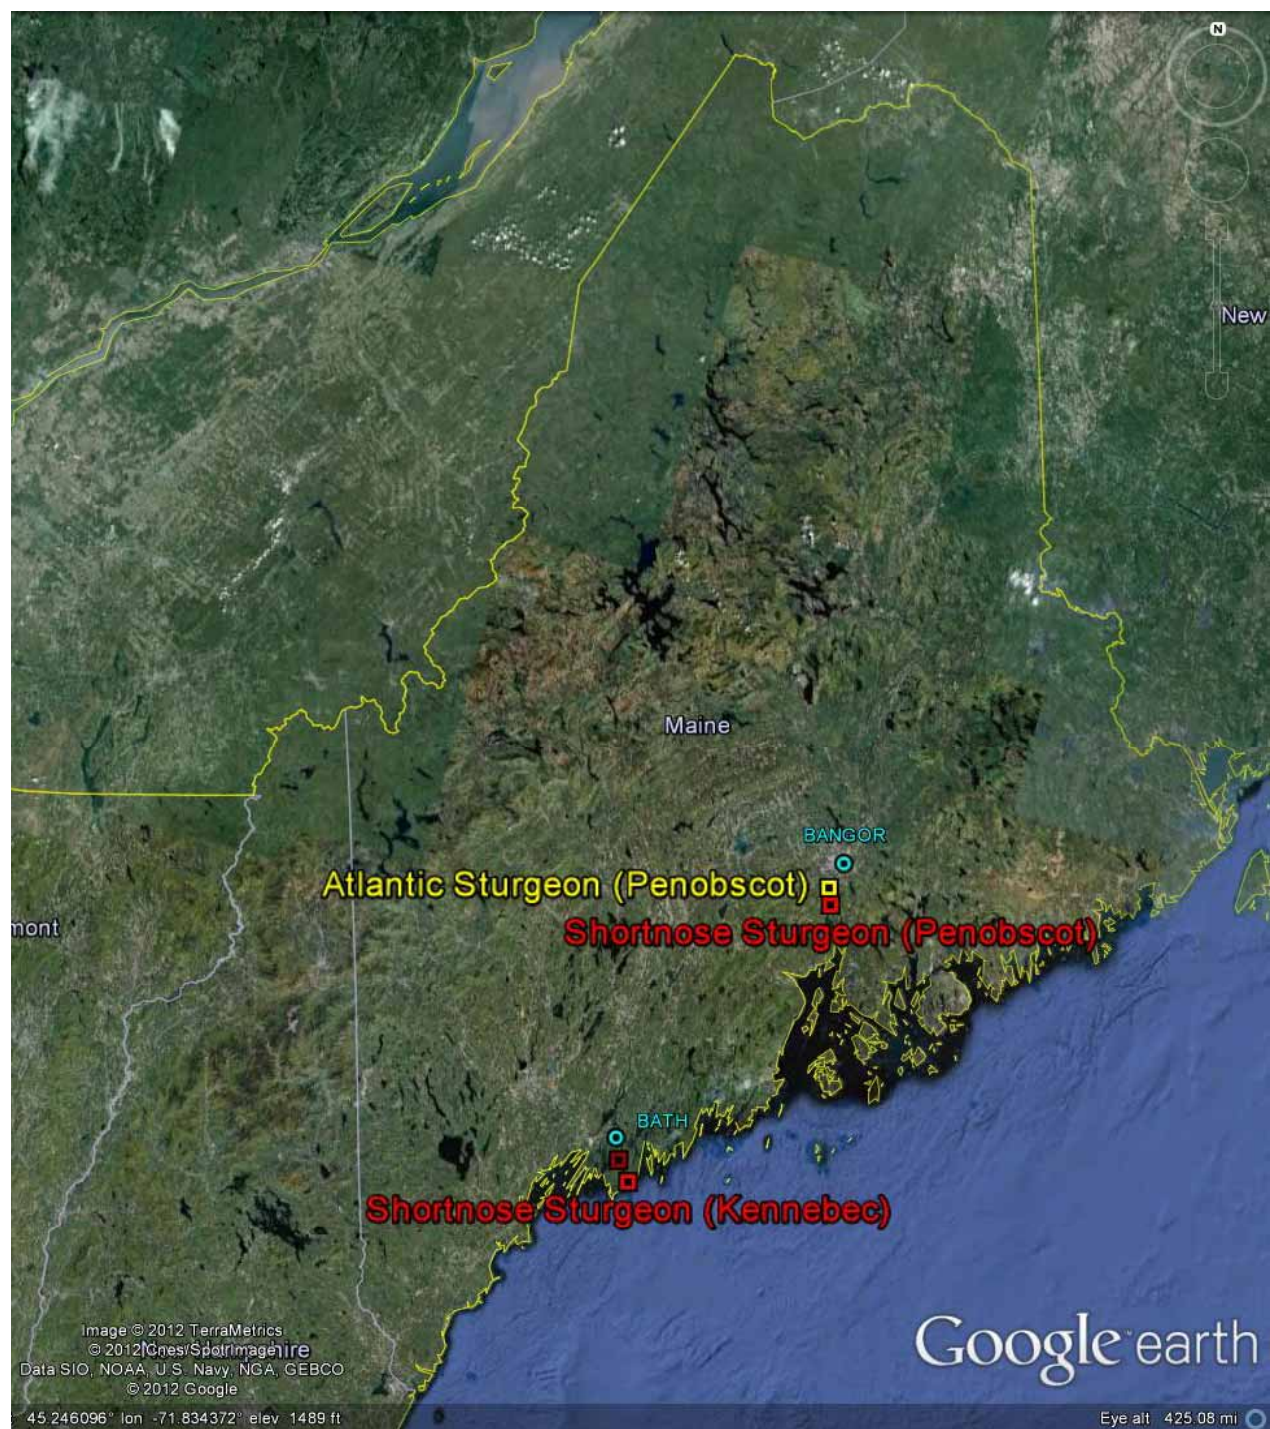 N
New
Maine
BANGOR
Atlantic Sturgeon (Penobscot)
Shortnose Sturgeon (Penobscot)
mont
BATH
Shortnose Sturgeon (Kennebec)
Image © 2012 TerraMetrics
© 2012 Cnes/Spot Image
Data SIO, NOAA, U.S. Navy, NGA, GEBCO
© 2012 Google
Google earth
45.246096° lon -71.834372° elev 1489 ft
Eye alt 425.08 mi